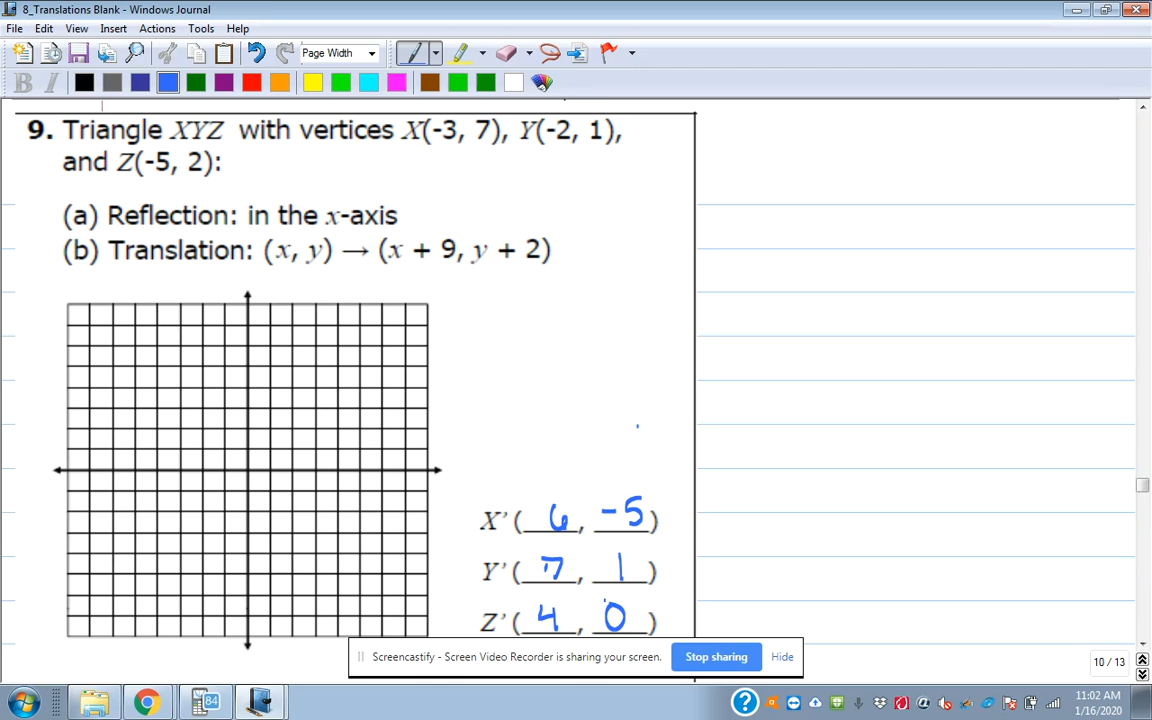 8_Translations Blank - Windows Journal
File Edit View Insert Actions Tools Help
Page Width
B I
9. Triangle XYZ with vertices X(-3, 7), Y(-2, 1),
and Z(-5, 2):
(a) Reflection: in the x-axis
(b) Translation: (x, y) → (x + 9, y + 2)
X’ (6, -5)
Y’ (7, 1)
Z’ (4, 0)
Screencastify - Screen Video Recorder is sharing your screen. Stop sharing Hide
10 / 13
84
11:02 AM
1/16/2020